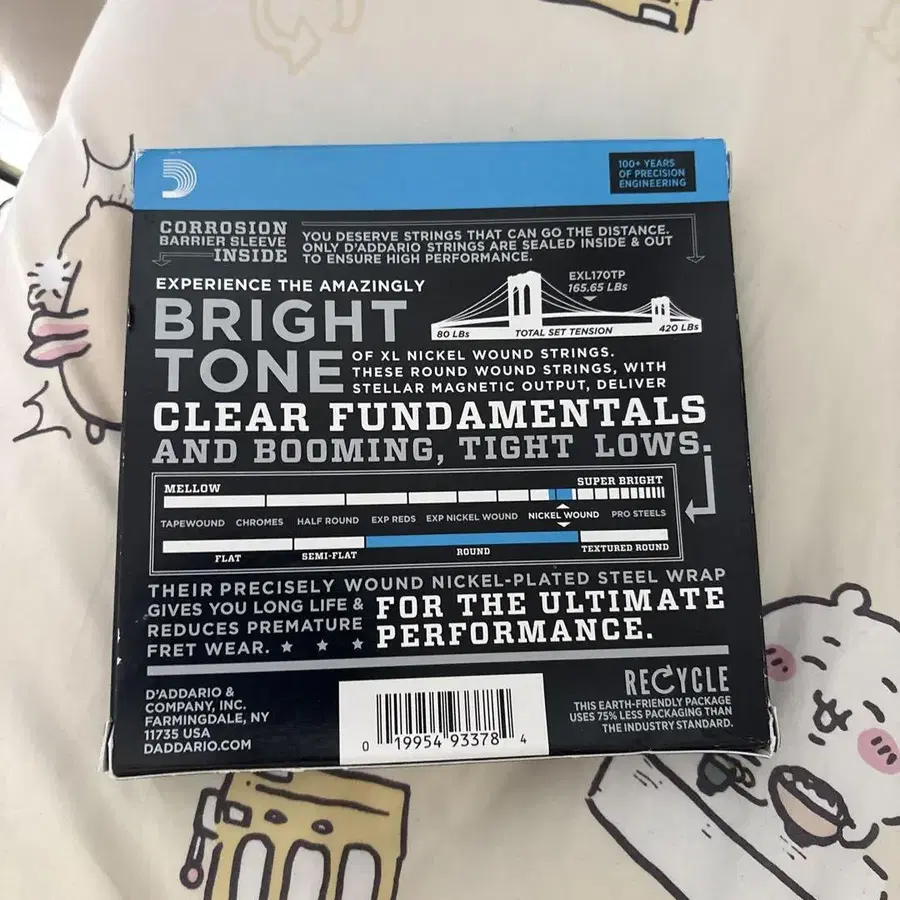 100+ YEARS
OF PRECISION
ENGINEERING
CORROSION
BARRIER SLEEVE
INSIDE
YOU DESERVE STRINGS THAT CAN GO THE DISTANCE.
ONLY D'ADDARIO STRINGS ARE SEALED INSIDE & OUT
TO ENSURE HIGH PERFORMANCE.
EXPERIENCE THE AMAZINGLY
BRIGHT
TONE
EXL170TP
165.65 LBs
80 LBs TOTAL SET TENSION 420 LBs
OF XL NICKEL WOUND STRINGS.
THESE ROUND WOUND STRINGS, WITH
STELLAR MAGNETIC OUTPUT, DELIVER
CLEAR FUNDAMENTALS
AND BOOMING, TIGHT LOWS.
MELLOW SUPER BRIGHT
TAPEWOUND CHROMES HALF ROUND EXP REDS EXP NICKEL WOUND NICKEL WOUND PRO STEELS
FLAT SEMI-FLAT ROUND TEXTURED ROUND
THEIR PRECISELY WOUND NICKEL-PLATED STEEL WRAP
GIVES YOU LONG LIFE &
REDUCES PREMATURE
FRET WEAR.
FOR THE ULTIMATE
PERFORMANCE.
D'ADDARIO &
COMPANY, INC.
FARMINGDALE, NY
11735 USA
DADDARIO.COM
0 19954 93378 4
RECYCLE
THIS EARTH-FRIENDLY PACKAGE
USES 75% LESS PACKAGING THAN
THE INDUSTRY STANDARD.